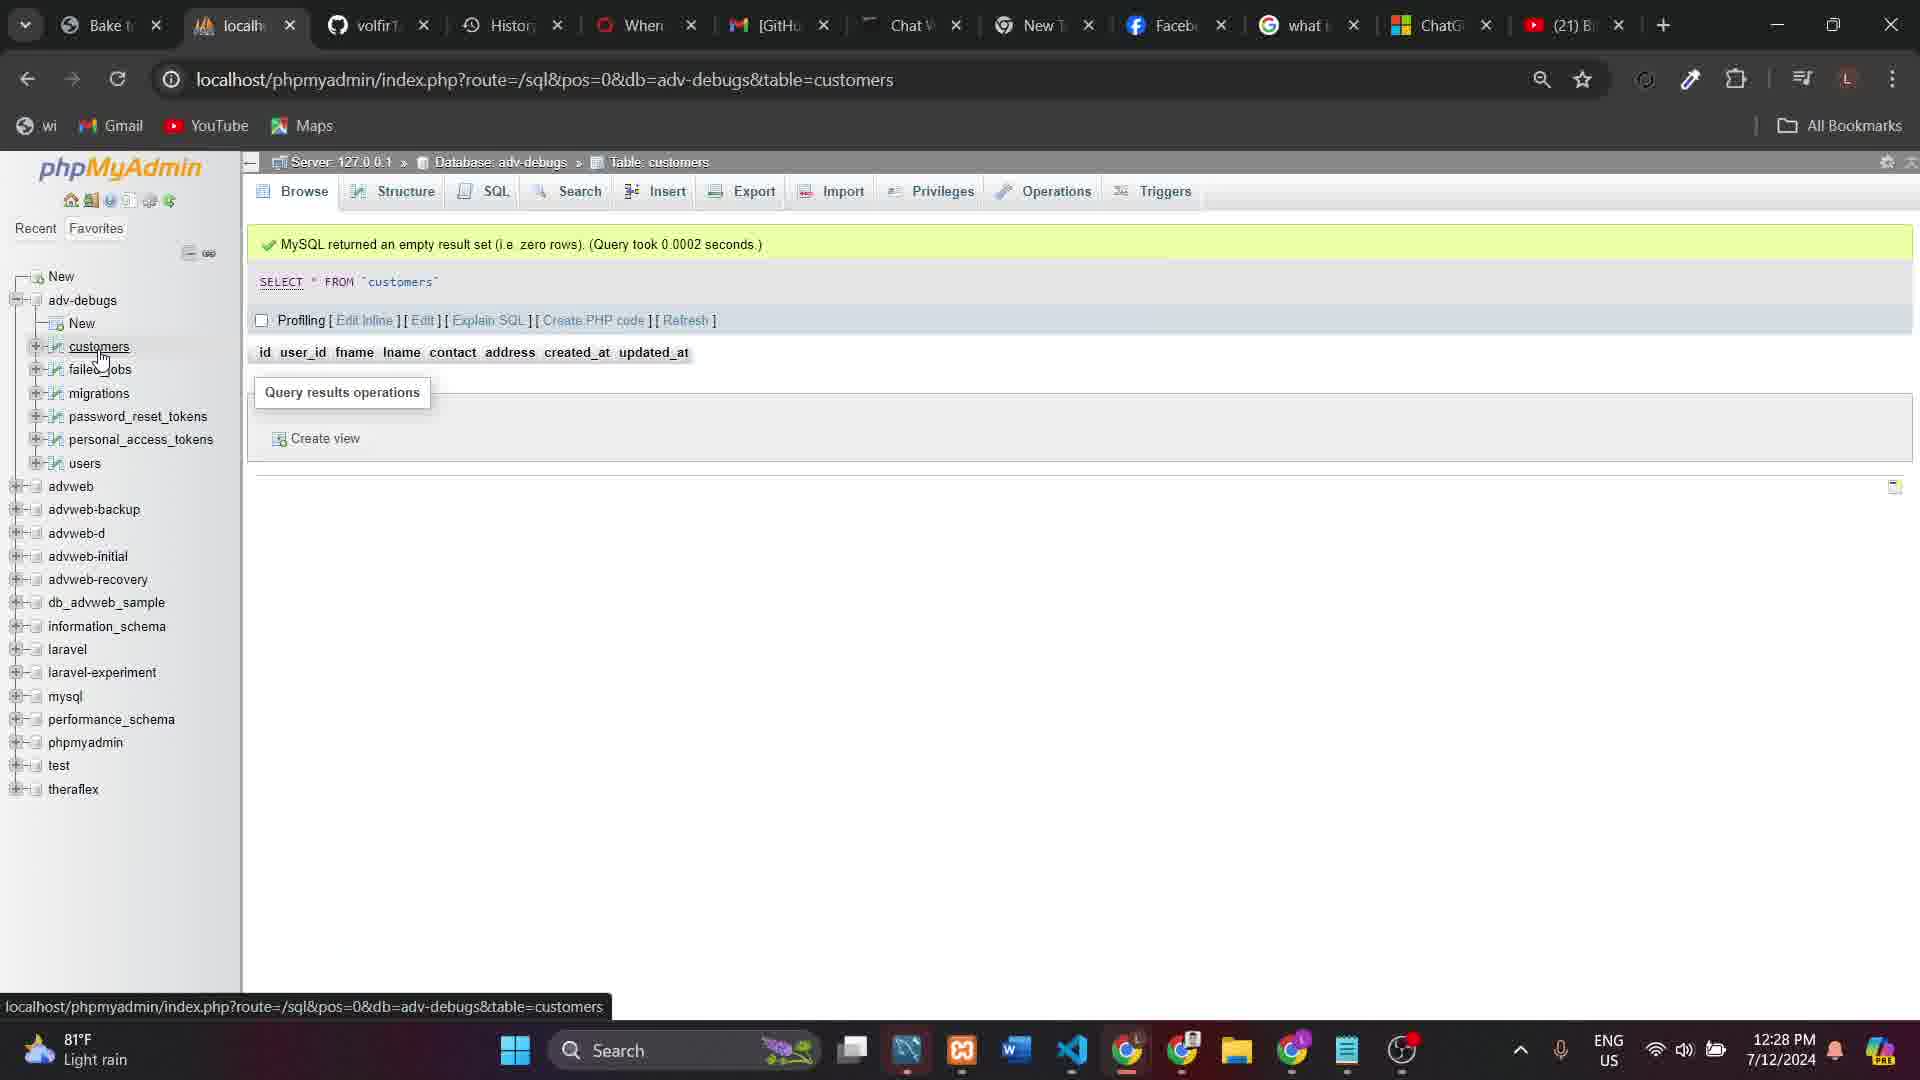 Bake t
localh
volfir1
History
When
[GitHu
Chat W
New T
Facebo
what i
ChatG
(21) B
localhost/phpmyadmin/index.php?route=/sql&pos=0&db=adv-debugs&table=customers
L
wi
Gmail
YouTube
Maps
All Bookmarks
phpMyAdmin
Recent
Favorites
New
adv-debugs
New
customers
failed_jobs
migrations
password_reset_tokens
personal_access_tokens
users
advweb
advweb-backup
advweb-d
advweb-initial
advweb-recovery
db_advweb_sample
information_schema
laravel
laravel-experiment
mysql
performance_schema
phpmyadmin
test
theraflex
Server: 127.0.0.1 » Database: adv-debugs » Table: customers
Browse Structure SQL Search Insert Export Import Privileges Operations Triggers
MySQL returned an empty result set (i.e. zero rows). (Query took 0.0002 seconds.)
SELECT * FROM `customers`
Profiling [ Edit inline ] [ Edit ] [ Explain SQL ] [ Create PHP code ] [ Refresh ]
id user_id fname lname contact address created_at updated_at
Query results operations
Create view
localhost/phpmyadmin/index.php?route=/sql&pos=0&db=adv-debugs&table=customers
81°F
Light rain
Search
ENG
US
12:28 PM
7/12/2024
PRE